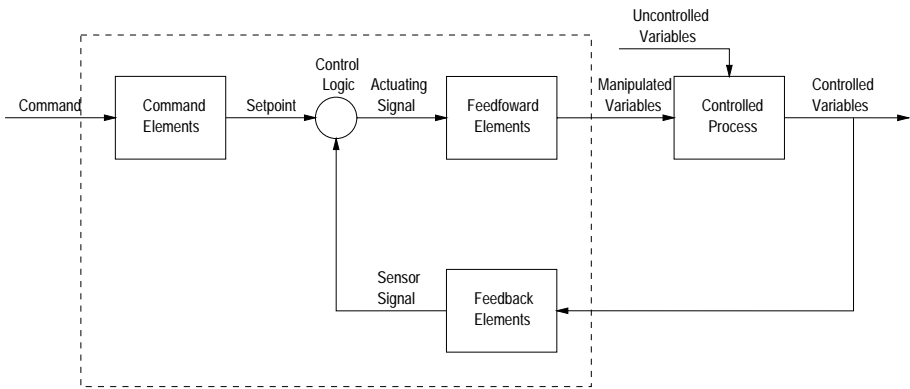 Uncontrolled
Variables
Control
Logic
Actuating
Signal
Manipulated
Variables
Controlled
Variables
Command
Command
Elements
Setpoint
Feedfoward
Elements
Controlled
Process
Sensor
Signal
Feedback
Elements